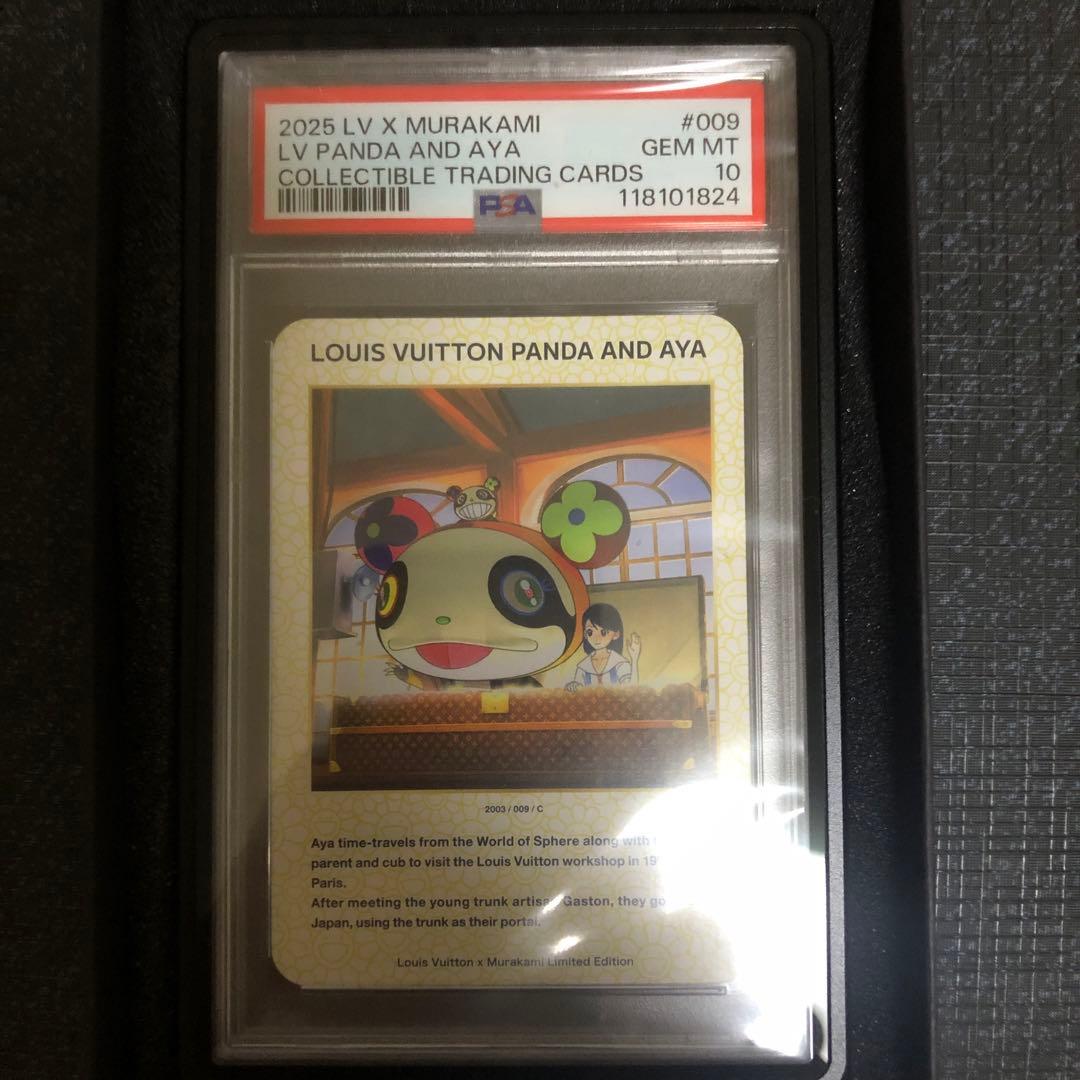 2025 LV X MURAKAMI #009
LV PANDA AND AYA GEM MT
COLLECTIBLE TRADING CARDS 10
PSA 118101824
LOUIS VUITTON PANDA AND AYA
2003 / 009 / C
Aya time-travels from the World of Sphere along with
parent and cub to visit the Louis Vuitton workshop in
Paris.
After meeting the young trunk artisan Gaston, they go
Japan, using the trunk as their portal.
Louis Vuitton x Murakami Limited Edition